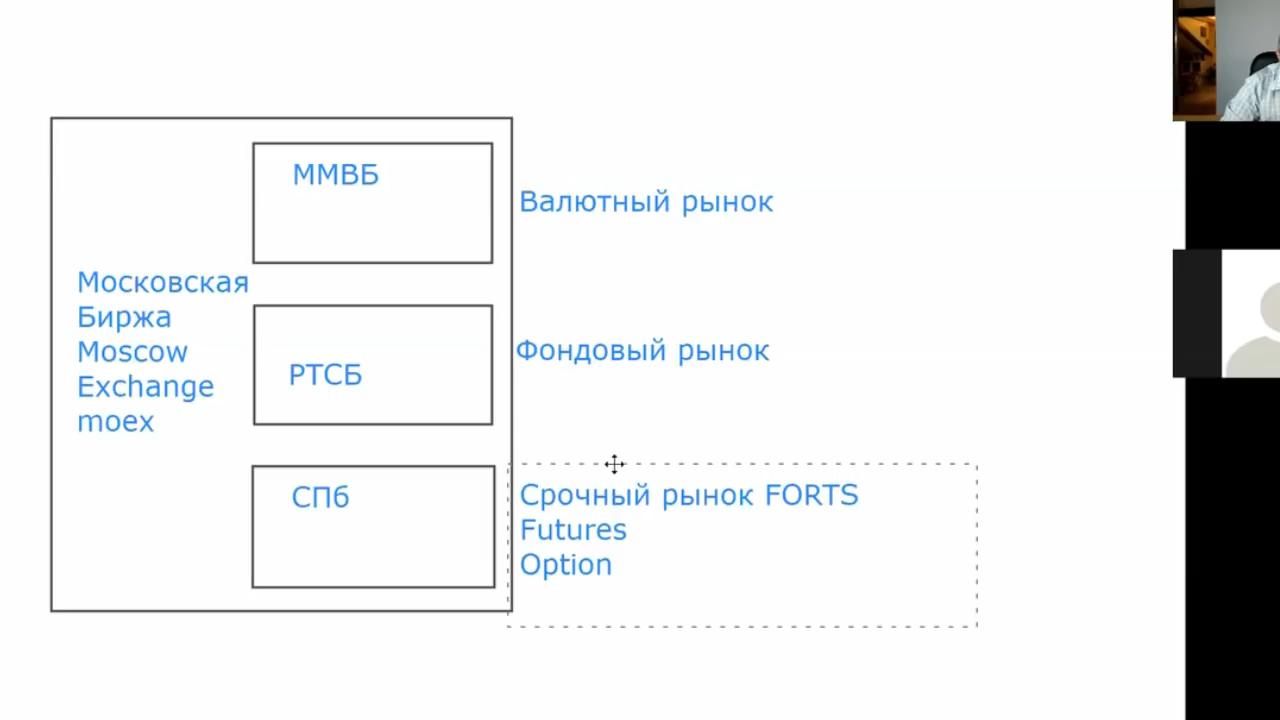 ММВБ
Валютный рынок
Московская
Биржа
Moscow
Exchange
moex
РТСБ
Фондовый рынок
СПб
Срочный рынок FORTS
Futures
Option